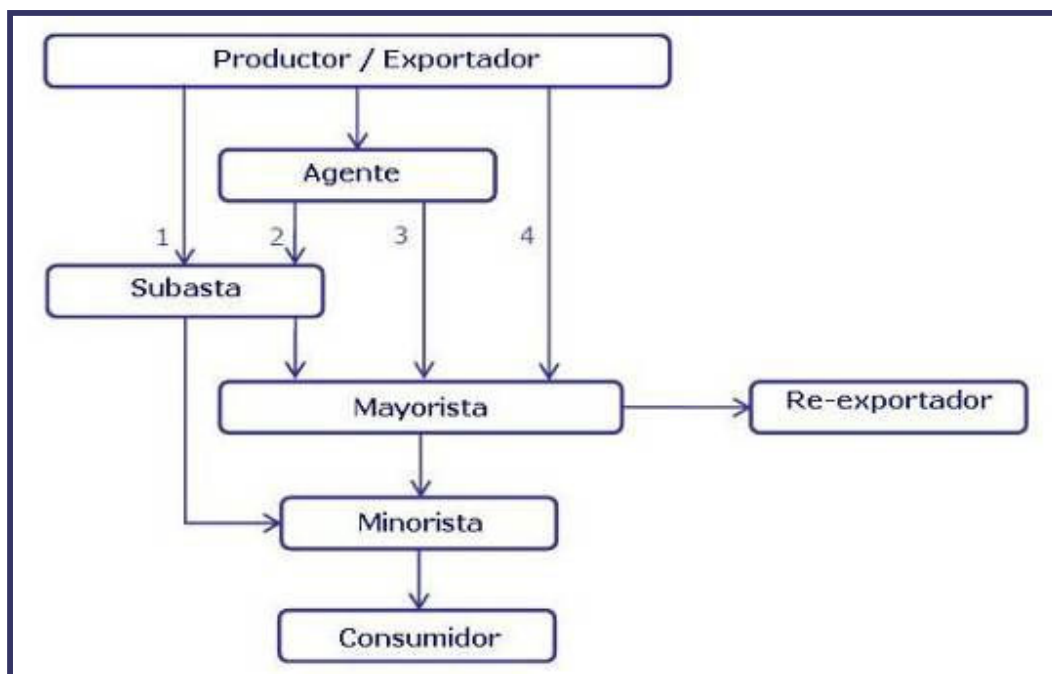 Productor / Exportador
Agente
1
2
3
4
Subasta
Mayorista
Re-exportador
Minorista
Consumidor